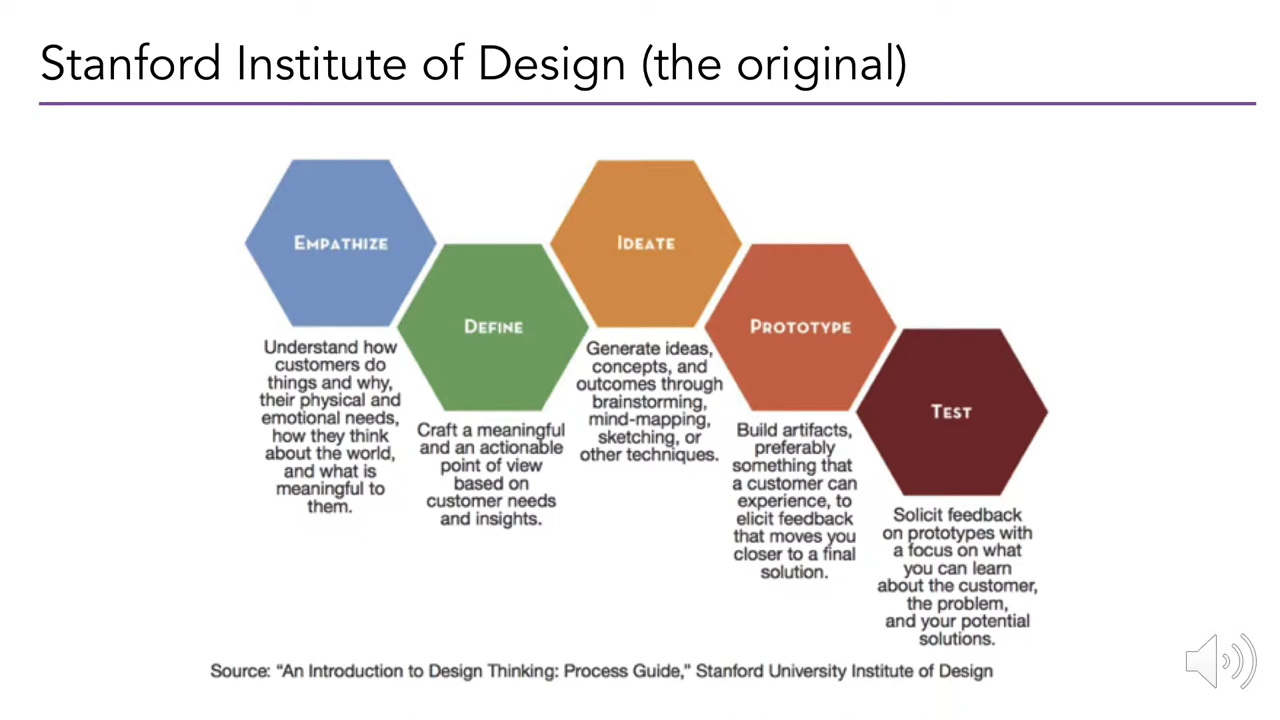 Stanford Institute of Design (the original)
EMPATHIZE
Understand how
customers do
things and why,
their physical and
emotional needs,
how they think
about the world,
and what is
meaningful to
them.
DEFINE
Craft a meaningful
and an actionable
point of view
based on
customer needs
and insights.
IDEATE
Generate ideas,
concepts, and
outcomes through
brainstorming,
mind-mapping,
sketching, or
other techniques.
PROTOTYPE
Build artifacts,
preferably
something that
a customer can
experience, to
elicit feedback
that moves you
closer to a final
solution.
TEST
Solicit feedback
on prototypes with
a focus on what
you can learn
about the customer,
the problem,
and your potential
solutions.
Source: “An Introduction to Design Thinking: Process Guide,” Stanford University Institute of Design